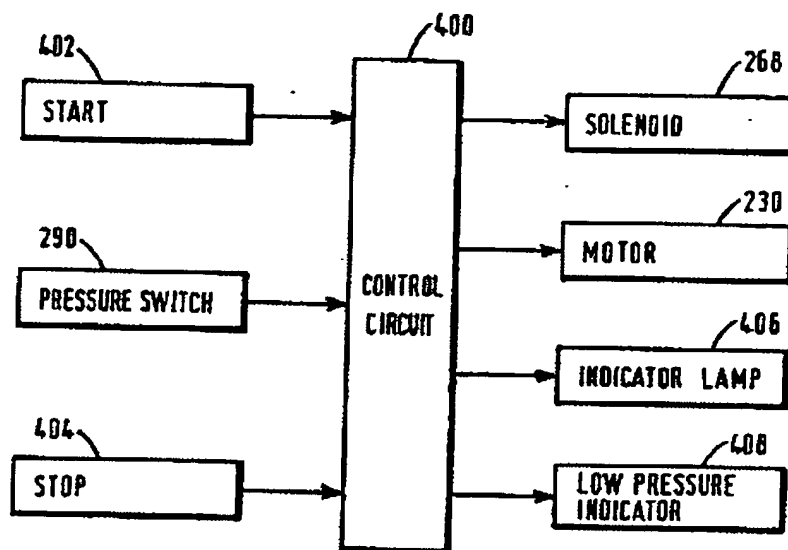 402
400
268
START
SOLENOID
290
230
PRESSURE SWITCH
CONTROL
CIRCUIT
MOTOR
406
INDICATOR LAMP
404
408
STOP
LOW PRESSURE
INDICATOR